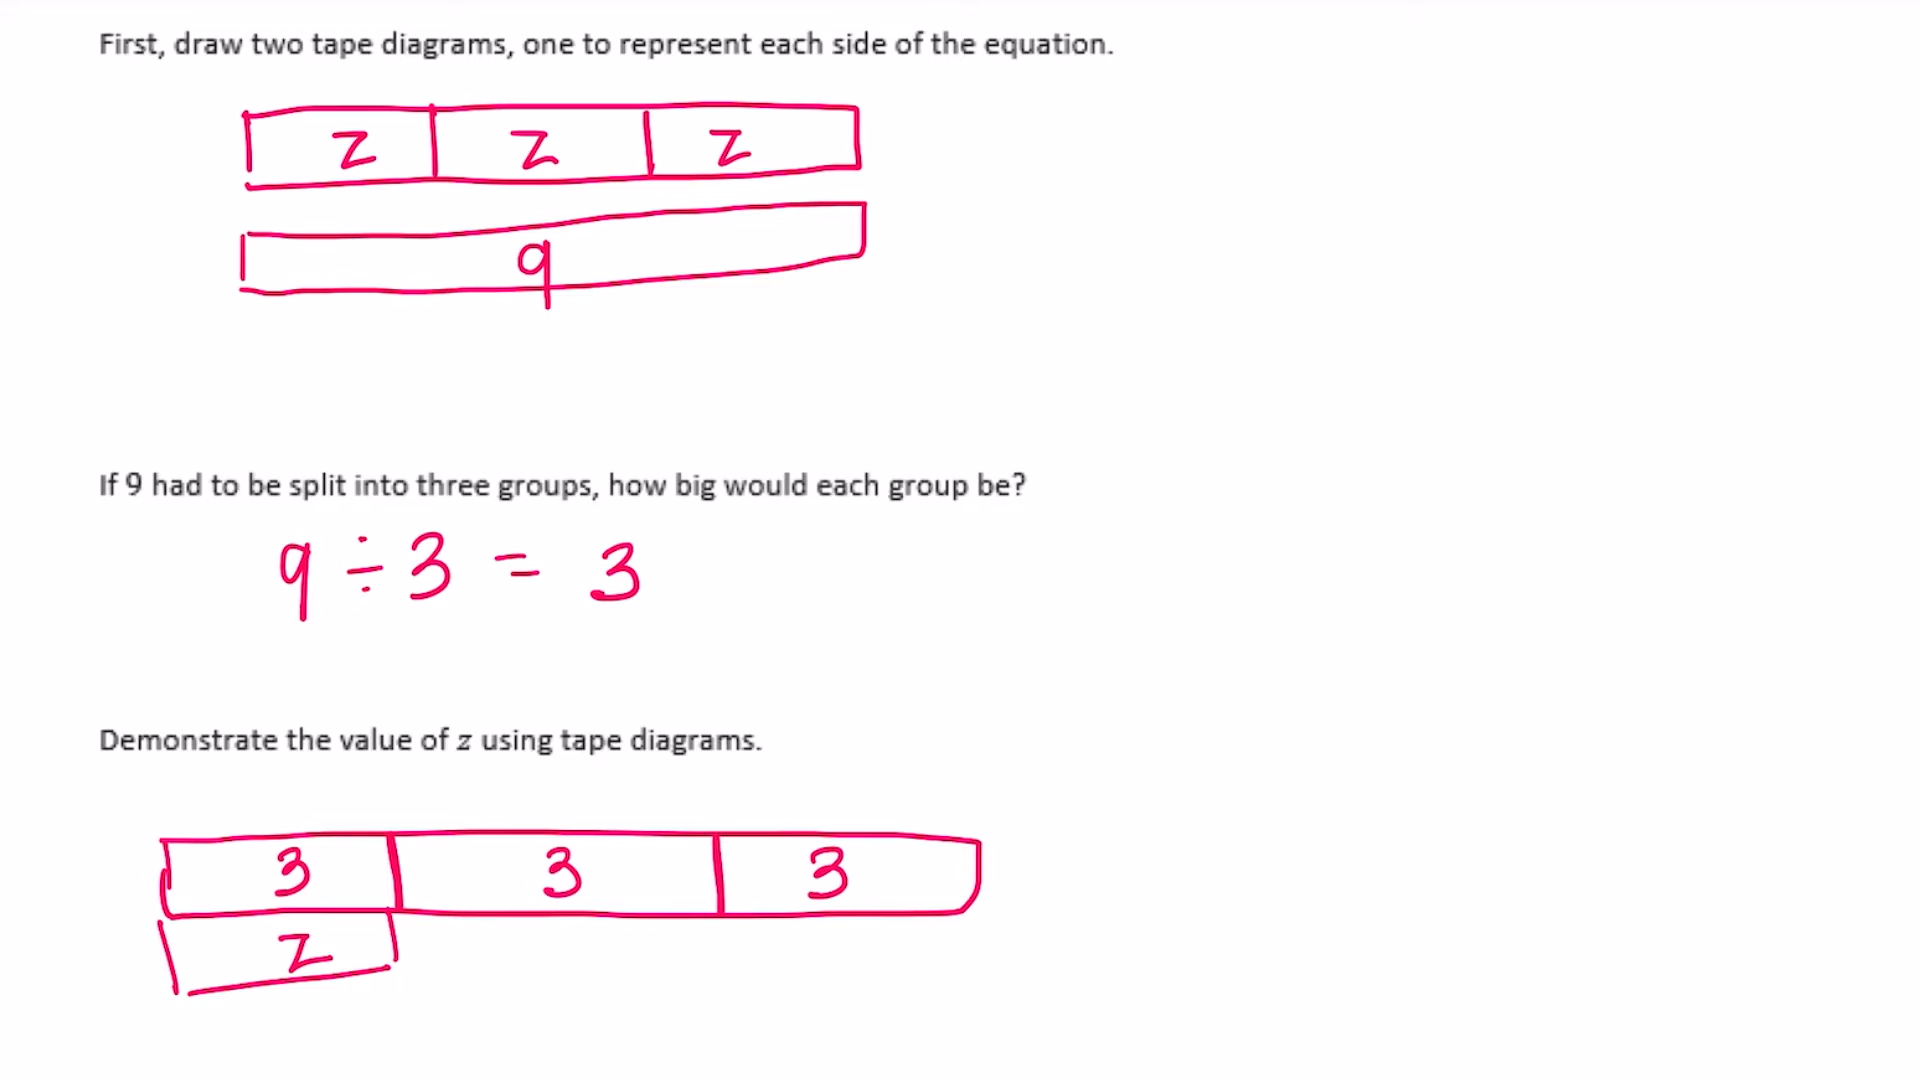 First, draw two tape diagrams, one to represent each side of the equation.
z z z
9
If 9 had to be split into three groups, how big would each group be?
9 ÷ 3 = 3
Demonstrate the value of z using tape diagrams.
3 3 3
z